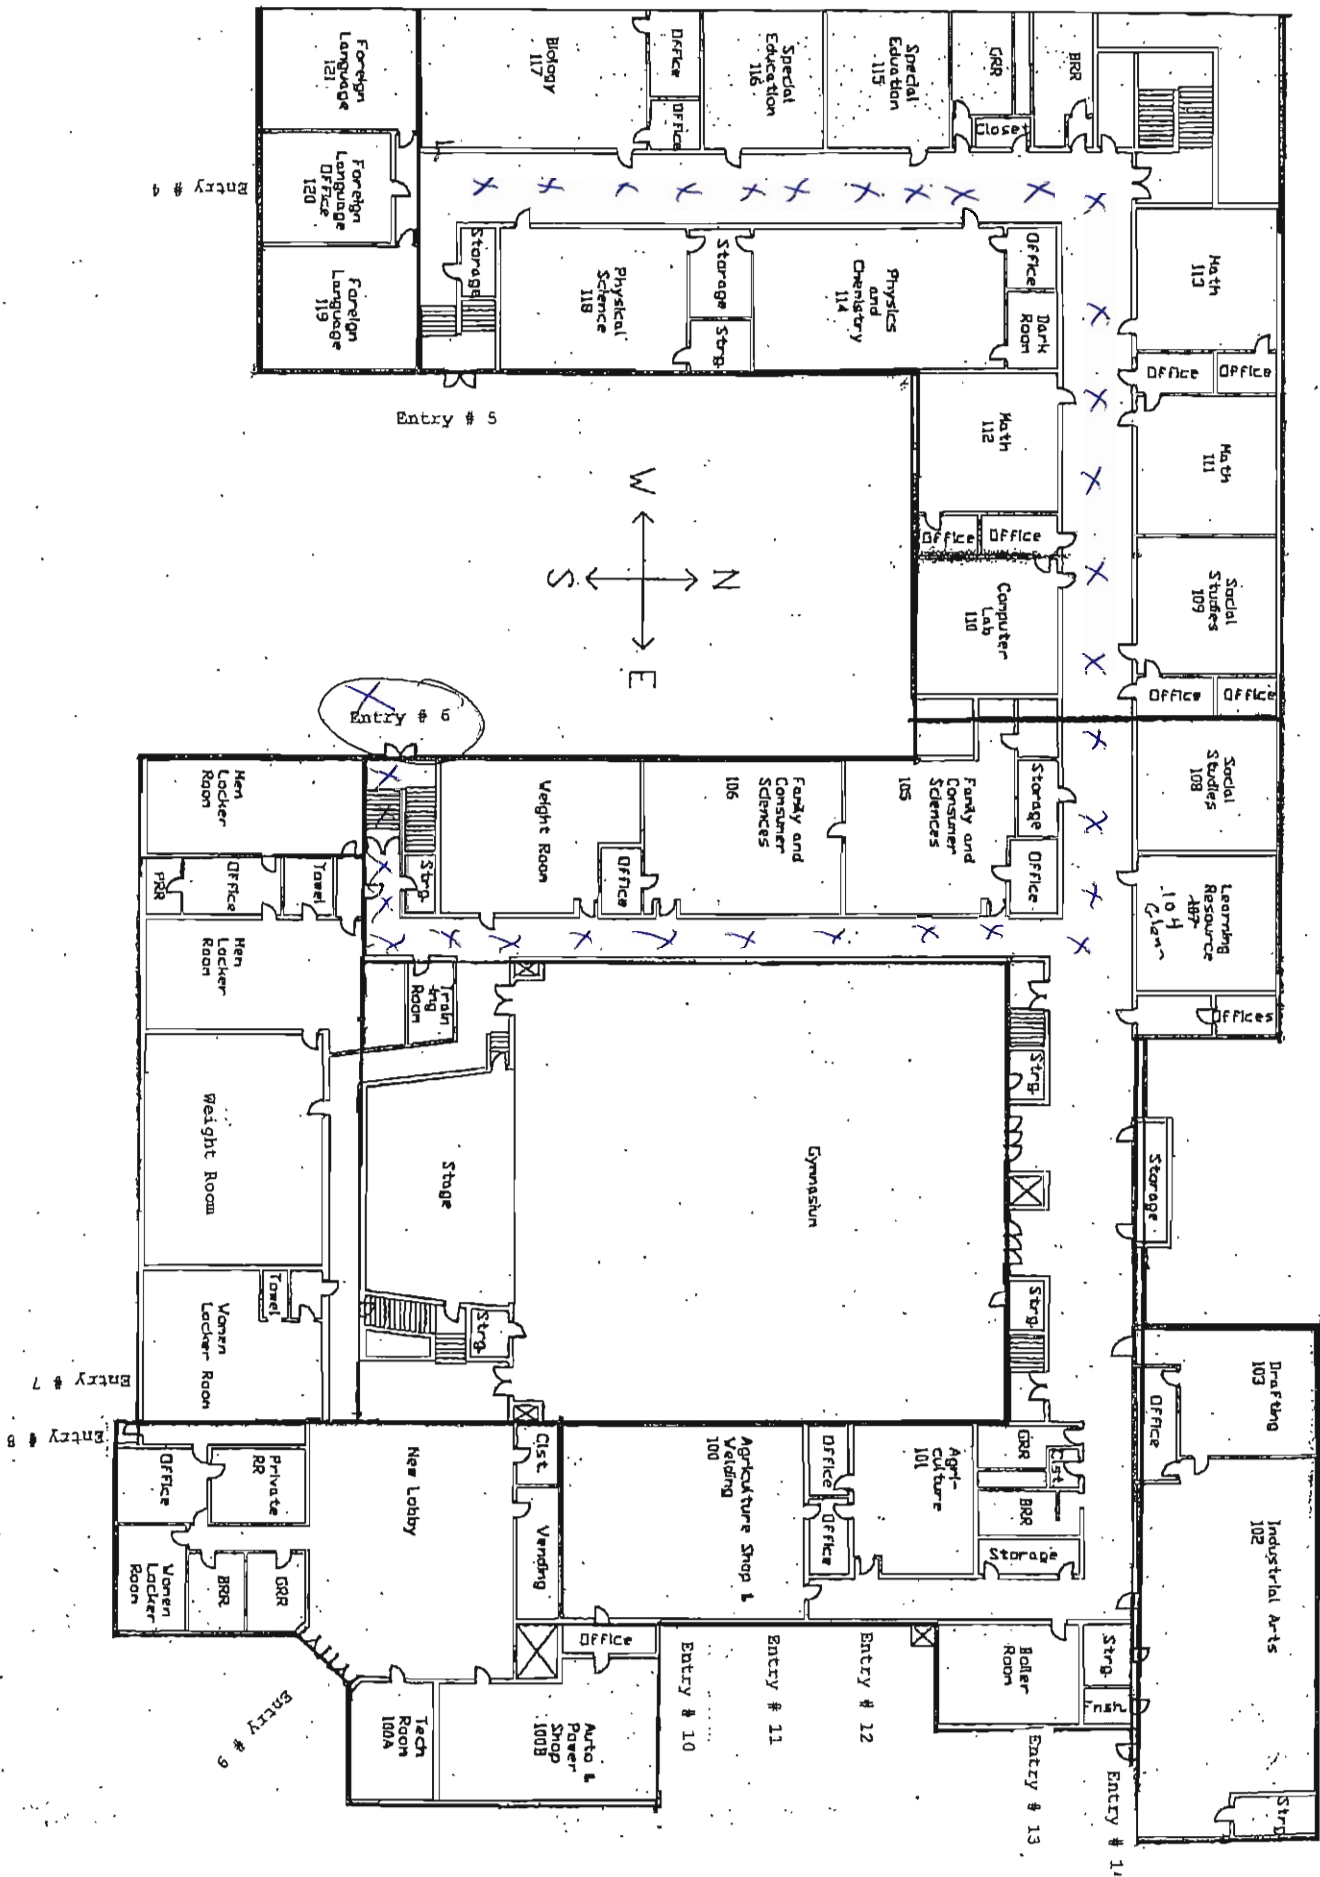 Foreign
Language
121
Biology
117
Office
Office
Special
Education
116
Special
Eduation
115
GRR
BRR
Closet
Foreign
Language
Office
120
Entry # 4
Foreign
Language
119
Storage
Physical
Science
118
Storage
Strg
Physics
and
Chemistry
114
Office
Dark
Room
Math
113
Office
Office
Entry # 5
Math
112
Math
111
Office
Office
W
N
S
E
Computer
Lab
110
Social
Studies
109
Office
Office
Entry # 6
Men
Locker
Room
Weight Room
Family and
Consumer
Sciences
106
Family and
Consumer
Sciences
105
Storage
Social
Studies
108
PRR
Office
Towel
Strg
Office
Office
Learning
Resource
107
104
Glenn
Men
Locker
Room
Train
ing
Room
Offices
Weight Room
Stage
Gymnasium
Strg
Storage
Towel
Women
Locker Room
Strg.
Strg.
Drafting
103
Office
Entry # 7
Entry # 8
Office
Private
RR
New Lobby
Clst.
Vending
Agriculture Shop &
Welding
100
Office
Office
Agri-
culture
101
GRR
Clst
BRR
Storage
Industrial Arts
102
Women
Locker
Room
BRR
GRR
Office
Entry # 9
Tech
Room
100A
Auto &
Power
Shop
100B
Entry # 10
Entry # 11
Entry # 12
Boiler
Room
Strg.
Entry # 13
Entry #
Strg